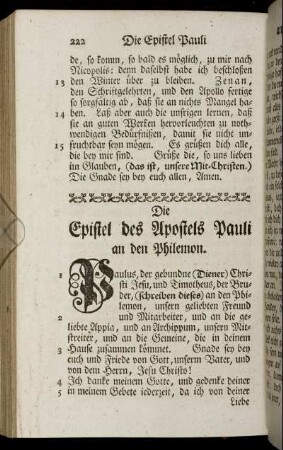 222 Die Epistel Pauli
de, so komm, so bald es möglich, zu mir nach
Nicopolis: denn daselbst habe ich beschloßen
13 den Winter über zu bleiben. Zenan,
den Schriftgelehrten, und den Apollo fertige
so sorgfältig ab, daß sie an nichts Mangel ha-
14 ben. Laß aber auch die unsrigen lernen, daß
sie an guten Werken hervorleuchten zu noth-
wendigen Bedürfnißen, damit sie nicht un-
15 fruchtbar seyn mögen. Es grüßen dich alle,
die bey mir sind. Grüße die, so uns lieben
im Glauben, (das ist, unsere Mit-Christen.)
Die Gnade sey bey euch allen, Amen.
Die
Epistel des Apostels Pauli
an den Philemon.
1 Paulus, der gebundne (Diener) Chri-
sti Jesu, und Timotheus, der Bru-
der, (schreiben dieses) an den Phi-
lemon, unsern geliebten Freund
2 und Mitarbeiter, und an die ge-
liebte Appia, und an Archippum, unsern Mit-
streiter, und an die Gemeine, die in deinem
3 Hause zusammen kömmet. Gnade sey bey
euch und Friede von Gott, unserm Vater, und
von dem Herrn, Jesu Christo!
4 Ich danke meinem Gotte, und gedenke deiner
5 in meinem Gebete iederzeit, da ich von deiner
Liebe